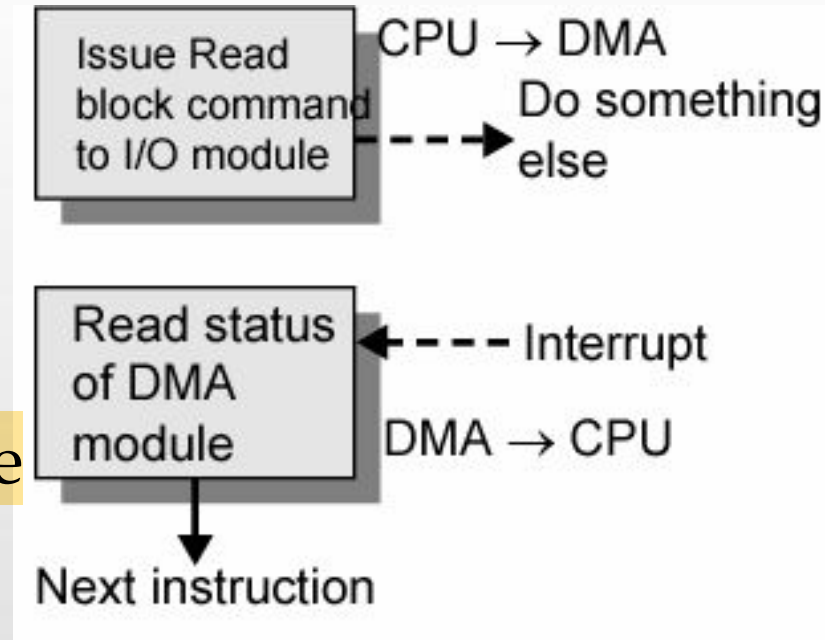 Issue Read
block command
to I/O module
CPU → DMA
Do something
else
Read status
of DMA
module
Interrupt
DMA → CPU
e
Next instruction